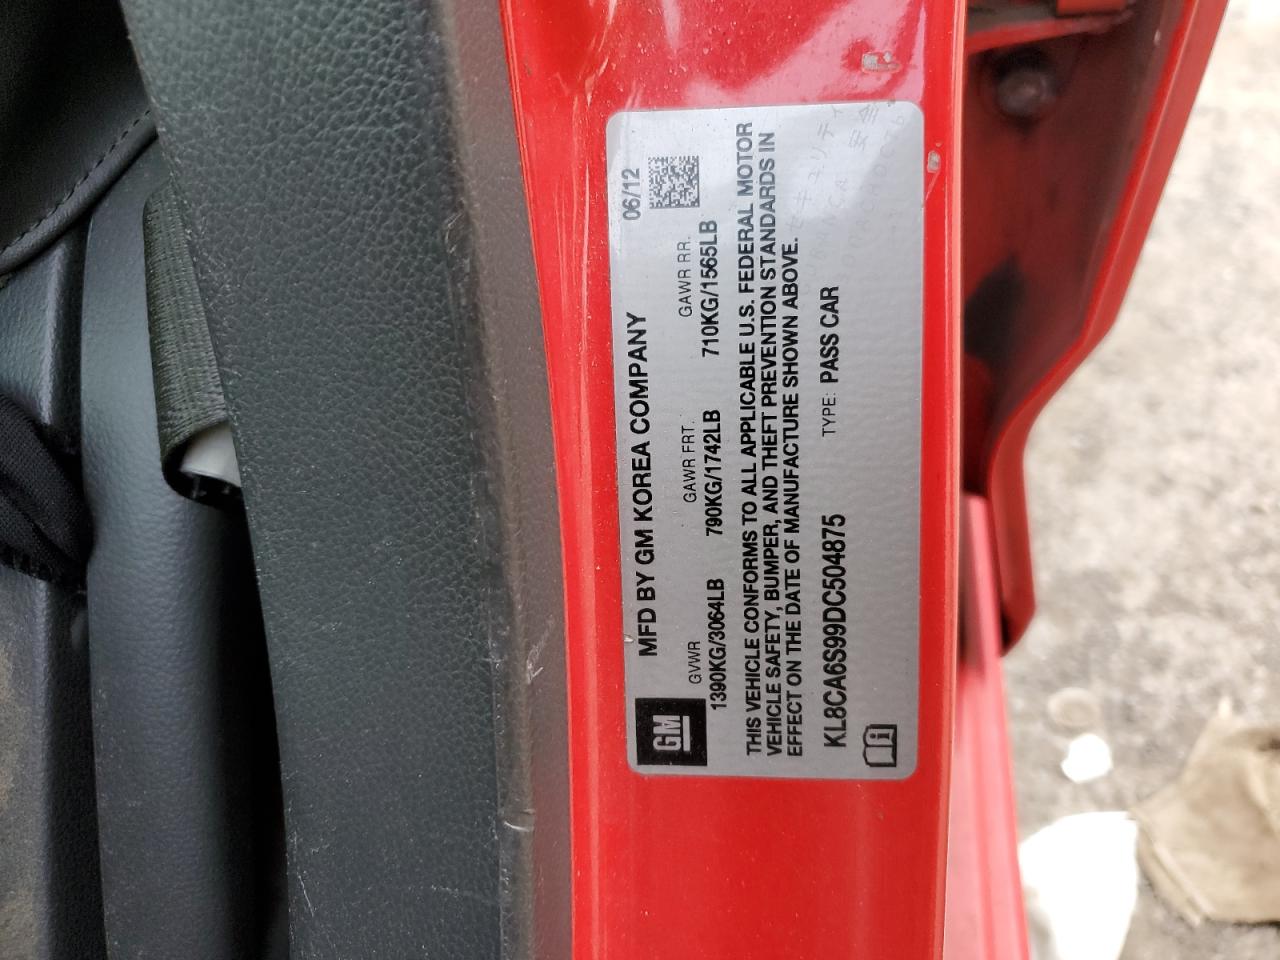 MFD BY GM KOREA COMPANY 06/12
GM
GVWR GAWR FRT. GAWR RR.
1390KG/3064LB 790KG/1742LB 710KG/1565LB
THIS VEHICLE CONFORMS TO ALL APPLICABLE U.S. FEDERAL MOTOR
VEHICLE SAFETY, BUMPER, AND THEFT PREVENTION STANDARDS IN
EFFECT ON THE DATE OF MANUFACTURE SHOWN ABOVE.
KL8CA6S99DC504875 TYPE: PASS CAR